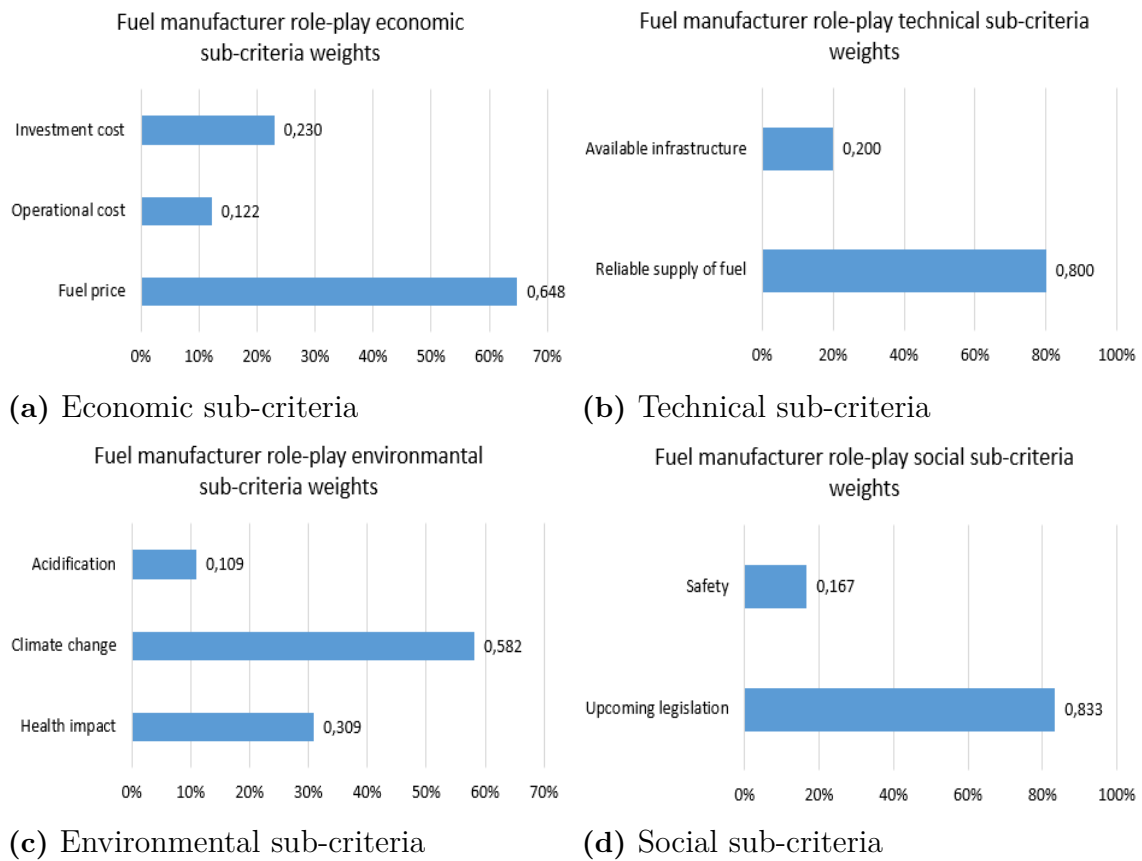 Fuel manufacturer role-play economic
sub-criteria weights
Investment cost
0,230
Operational cost
0,122
Fuel price
0,648
0% 10% 20% 30% 40% 50% 60% 70%
(a) Economic sub-criteria
Fuel manufacturer role-play technical sub-criteria
weights
Available infrastructure
0,200
Reliable supply of fuel
0,800
0% 20% 40% 60% 80% 100%
(b) Technical sub-criteria
Fuel manufacturer role-play environmantal
sub-criteria weights
Acidification
0,109
Climate change
0,582
Health impact
0,309
0% 10% 20% 30% 40% 50% 60% 70%
(c) Environmental sub-criteria
Fuel manufacturer role-play social sub-criteria
weights
Safety
0,167
Upcoming legislation
0,833
0% 20% 40% 60% 80% 100%
(d) Social sub-criteria